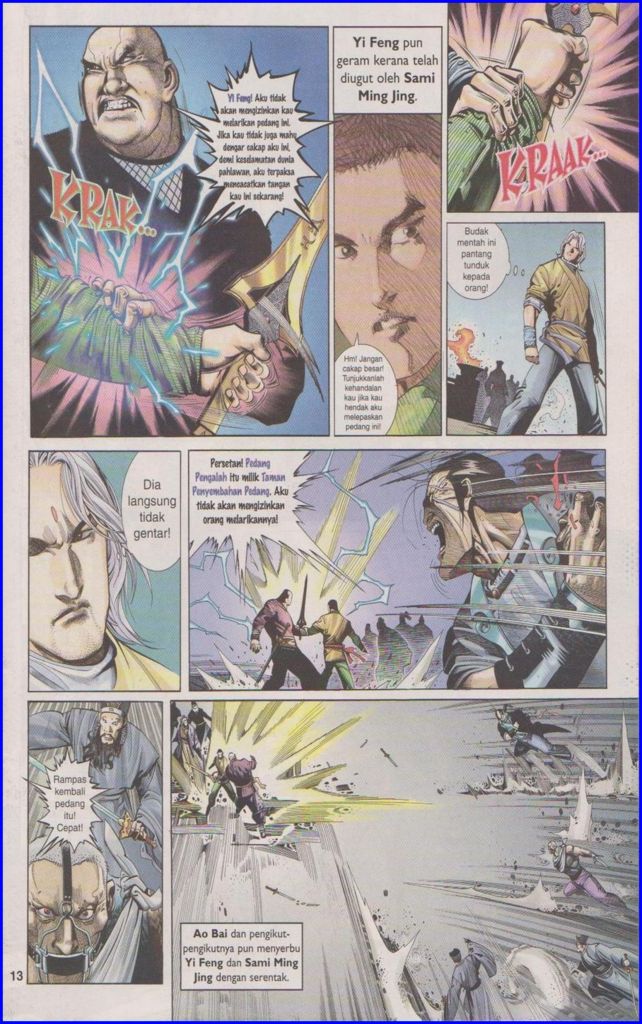 Yi Feng! Aku tidak
akan mengizinkan kau
melarikan pedang ini.
Jika kau tidak juga mahu
dengar cakap aku ini,
demi keselamatan dunia
pahlawan, aku terpaksa
mencacatkan tangan
kau ini sekarang!
KRAK...
Yi Feng pun
geram kerana telah
diugut oleh Sami
Ming Jing.
Hm! Jangan
cakap besar!
Tunjukkanlah
kehandalan
kau jika kau
hendak aku
melepaskan
pedang ini!
KRAAK...
Budak
mentah ini
pantang
tunduk
kepada
orang!
Dia
langsung
tidak
gentar!
Persetan! Pedang
Pengalah itu milik Taman
Penyembahan Pedang. Aku
tidak akan mengizinkan
orang melarikannya!
Rampas
kembali
pedang
itu!
Cepat!
Ao Bai dan pengikut-
pengikutnya pun menyerbu
Yi Feng dan Sami Ming
Jing dengan serentak.
13